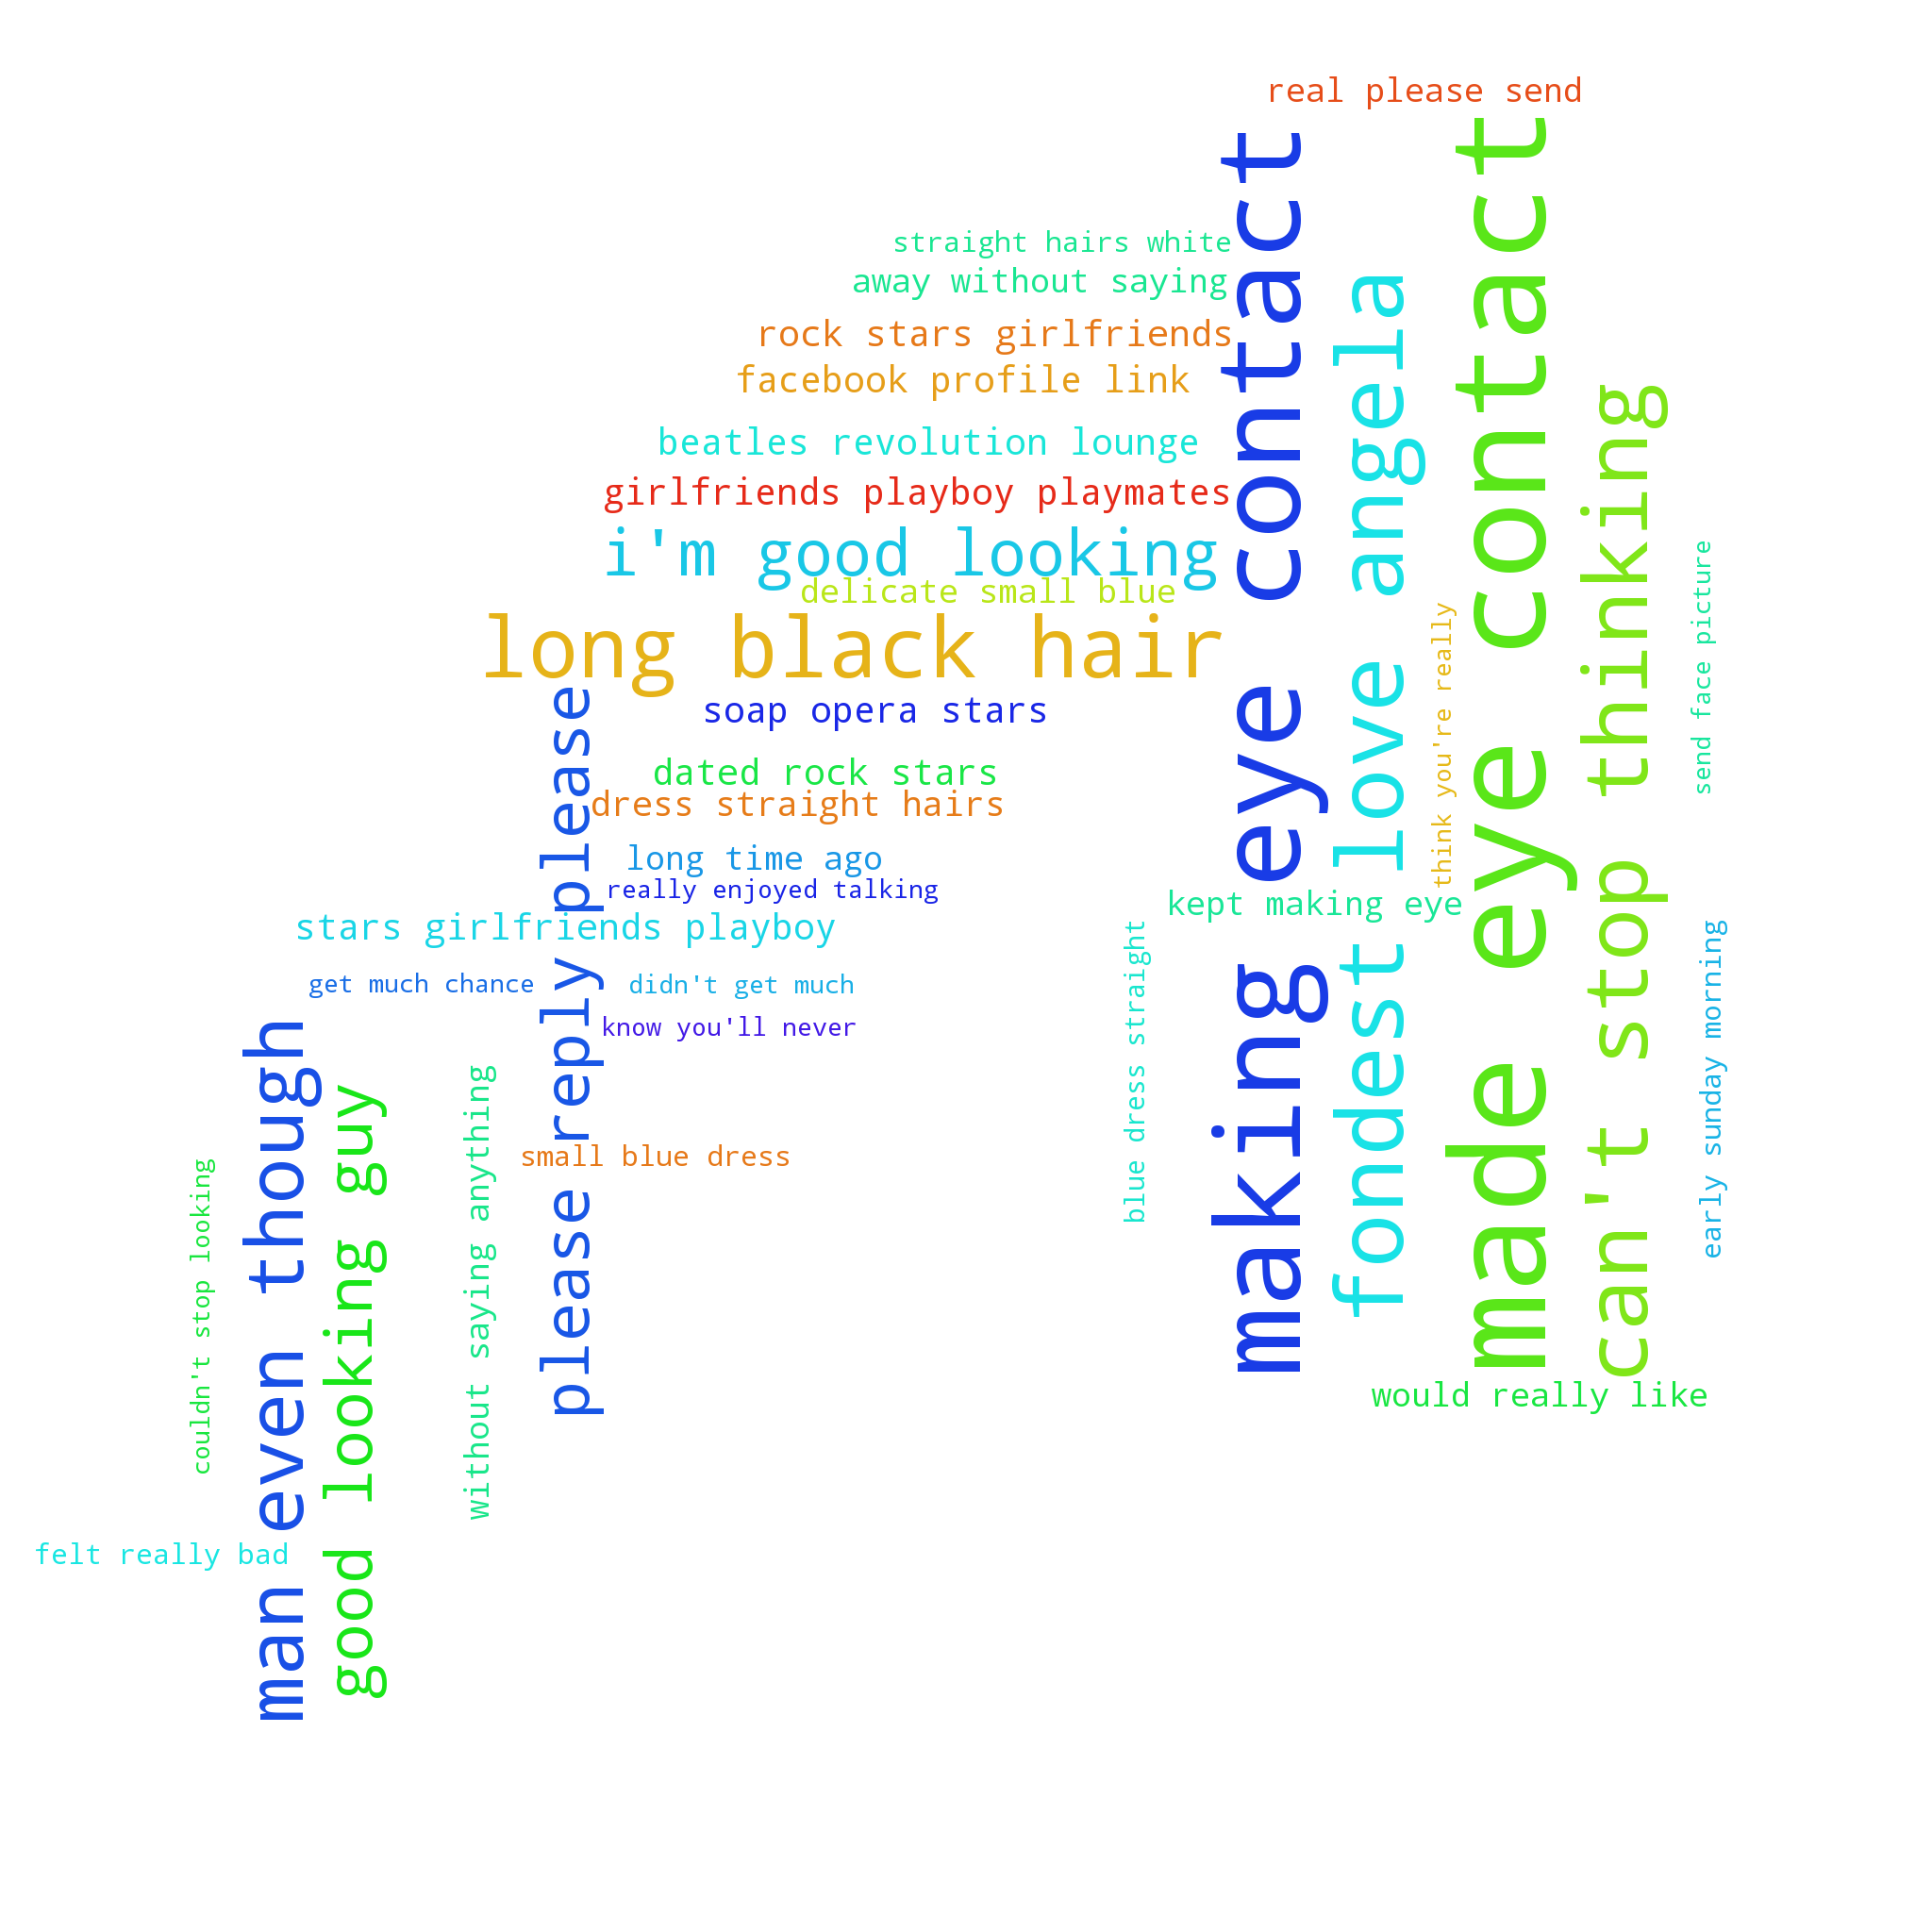 real please send
making eye contact
made eye contact
straight hairs white
away without saying
fondest love angela
rock stars girlfriends
facebook profile link
can't stop thinking
beatles revolution lounge
girlfriends playboy playmates
i'm good looking
send face picture
delicate small blue
think you're really
long black hair
please reply please
soap opera stars
dated rock stars
dress straight hairs
long time ago
really enjoyed talking
kept making eye
stars girlfriends playboy
blue dress straight
early sunday morning
get much chance
didn't get much
know you'll never
man even though
without saying anything
good looking guy
small blue dress
couldn't stop looking
would really like
felt really bad